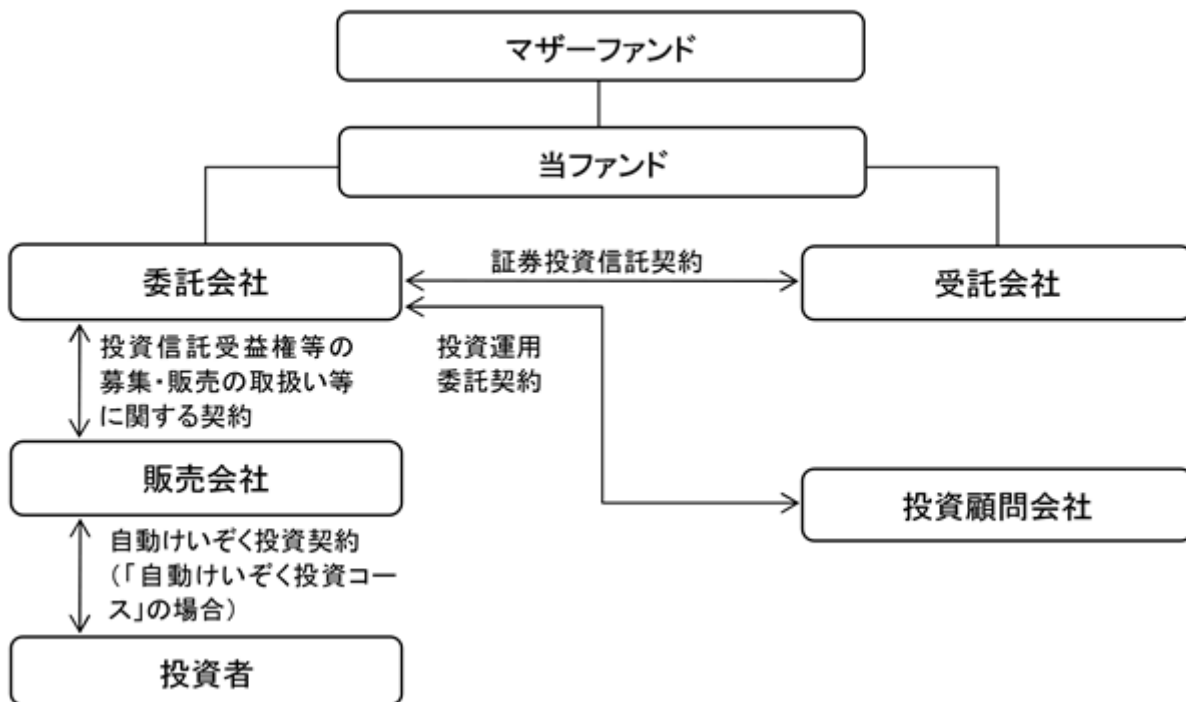 マザーファンド
当ファンド
委託会社
証券投資信託契約
受託会社
投資信託受益権等の
募集・販売の取扱い等
に関する契約
投資運用
委託契約
販売会社
投資顧問会社
自動けいぞく投資契約
(「自動けいぞく投資コー
ス」の場合)
投資者